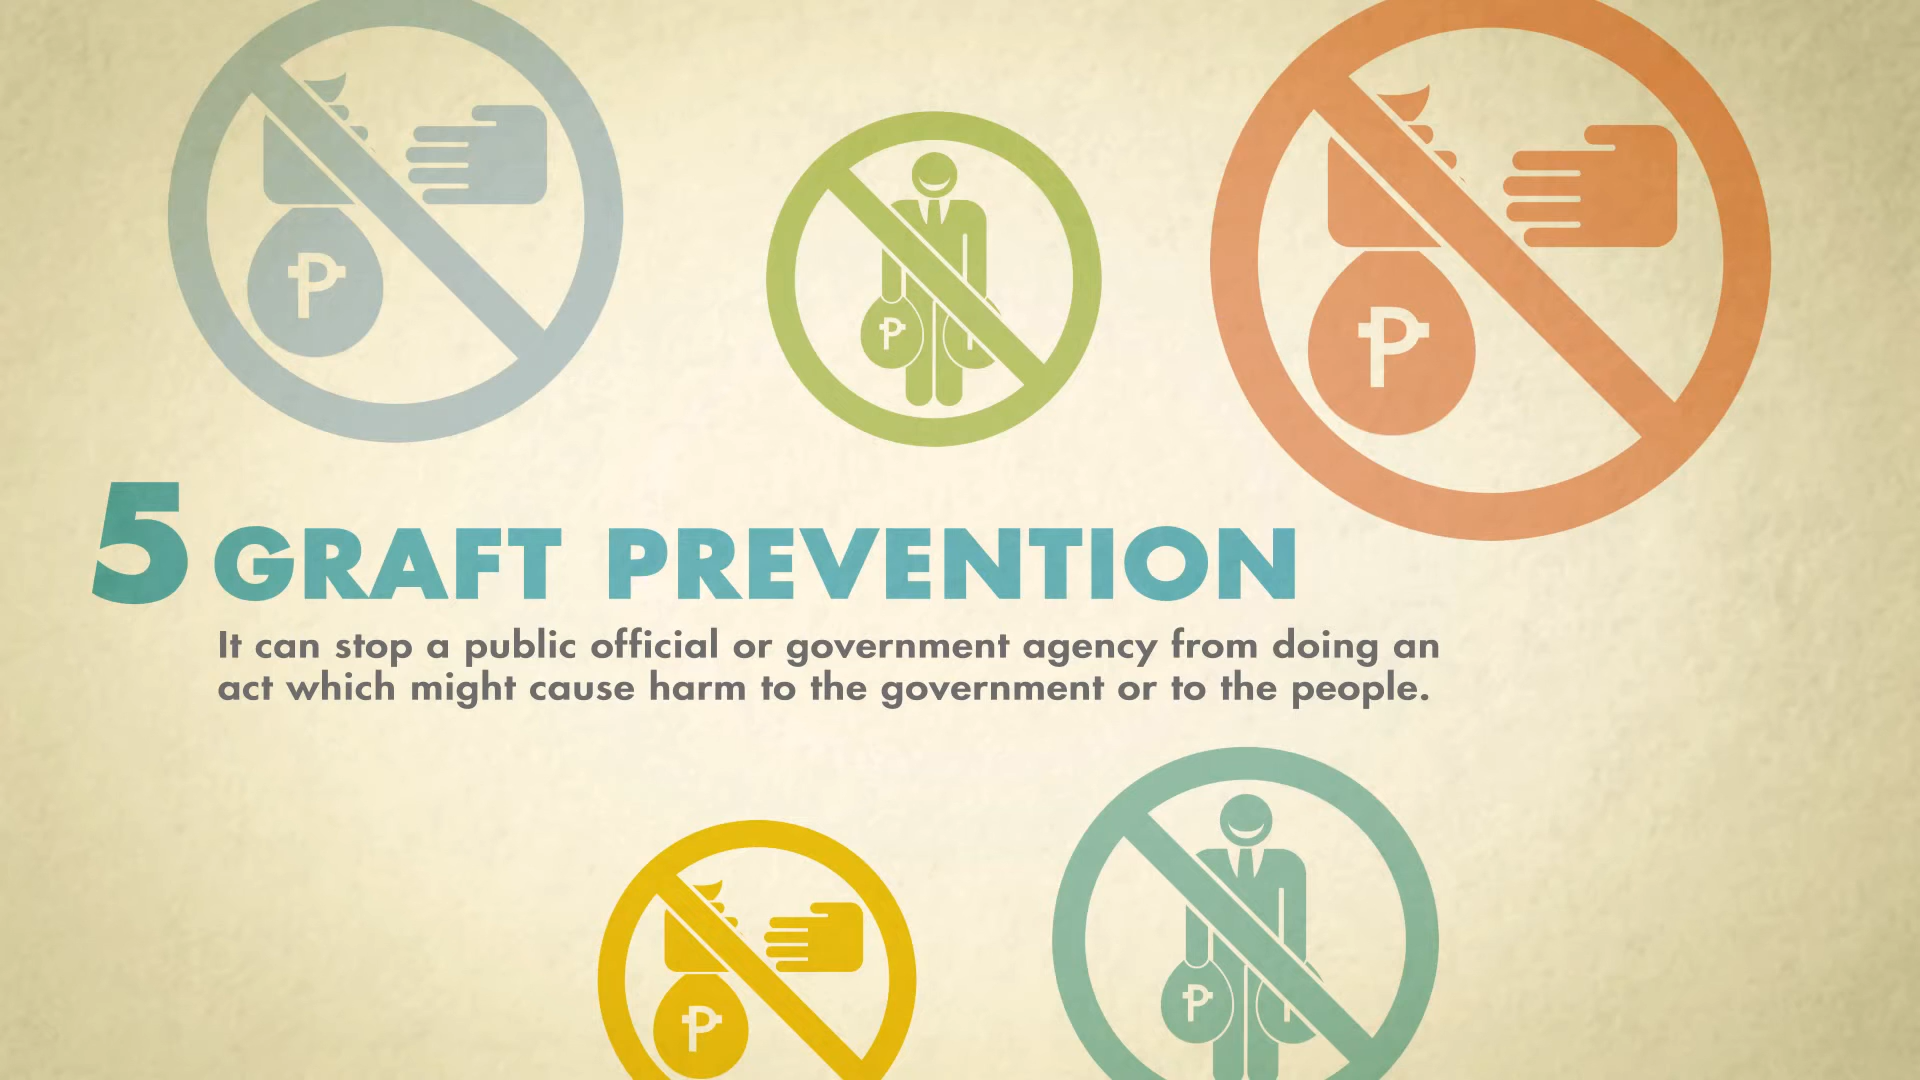 ₱
₱
₱
₱
5 GRAFT PREVENTION
It can stop a public official or government agency from doing an
act which might cause harm to the government or to the people.
₱
₱